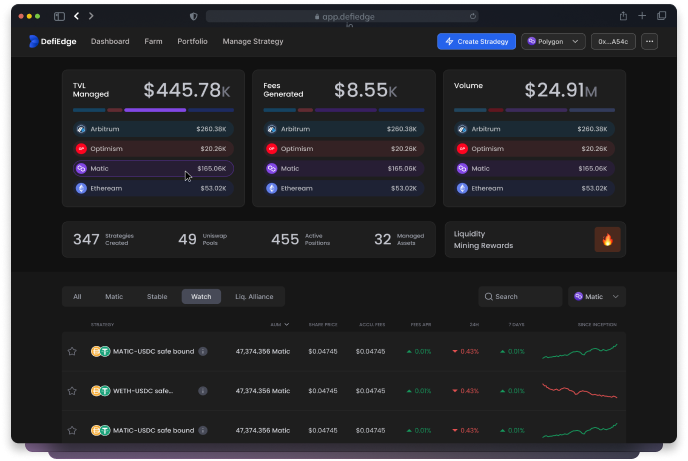 app.defiedge
io
DefiEdge Dashboard Farm Portfolio Manage Strategy Create Stradegy Polygon 0x...A54c
TVL Managed $445.78K
Arbitrum $260.38K
Optimism $20.26K
Matic $165.06K
Etheream $53.02K
Fees Generated $8.55K
Arbitrum $260.38K
Optimism $20.26K
Matic $165.06K
Etheream $53.02K
Volume $24.91M
Arbitrum $260.38K
Optimism $20.26K
Matic $165.06K
Etheream $53.02K
347 Strategies Created 49 Uniswap Pools 455 Active Positions 32 Managed Assets
Liquidity
Mining Rewards
All Matic Stable Watch Liq. Alliance Search Matic
STRATEGY AUM SHARE PRICE ACCU. FEES FEES APR 24H 7 DAYS SINCE INCEPTION
MATIC-USDC safe bound 47,374.356 Matic $0.04745 $0.04745 0.01% 0.43% 0.01%
WETH-USDC safe... 47,374.356 Matic $0.04745 $0.04745 0.01% 0.43% 0.01%
MATIC-USDC safe bound 47,374.356 Matic $0.04745 $0.04745 0.01% 0.43% 0.01%